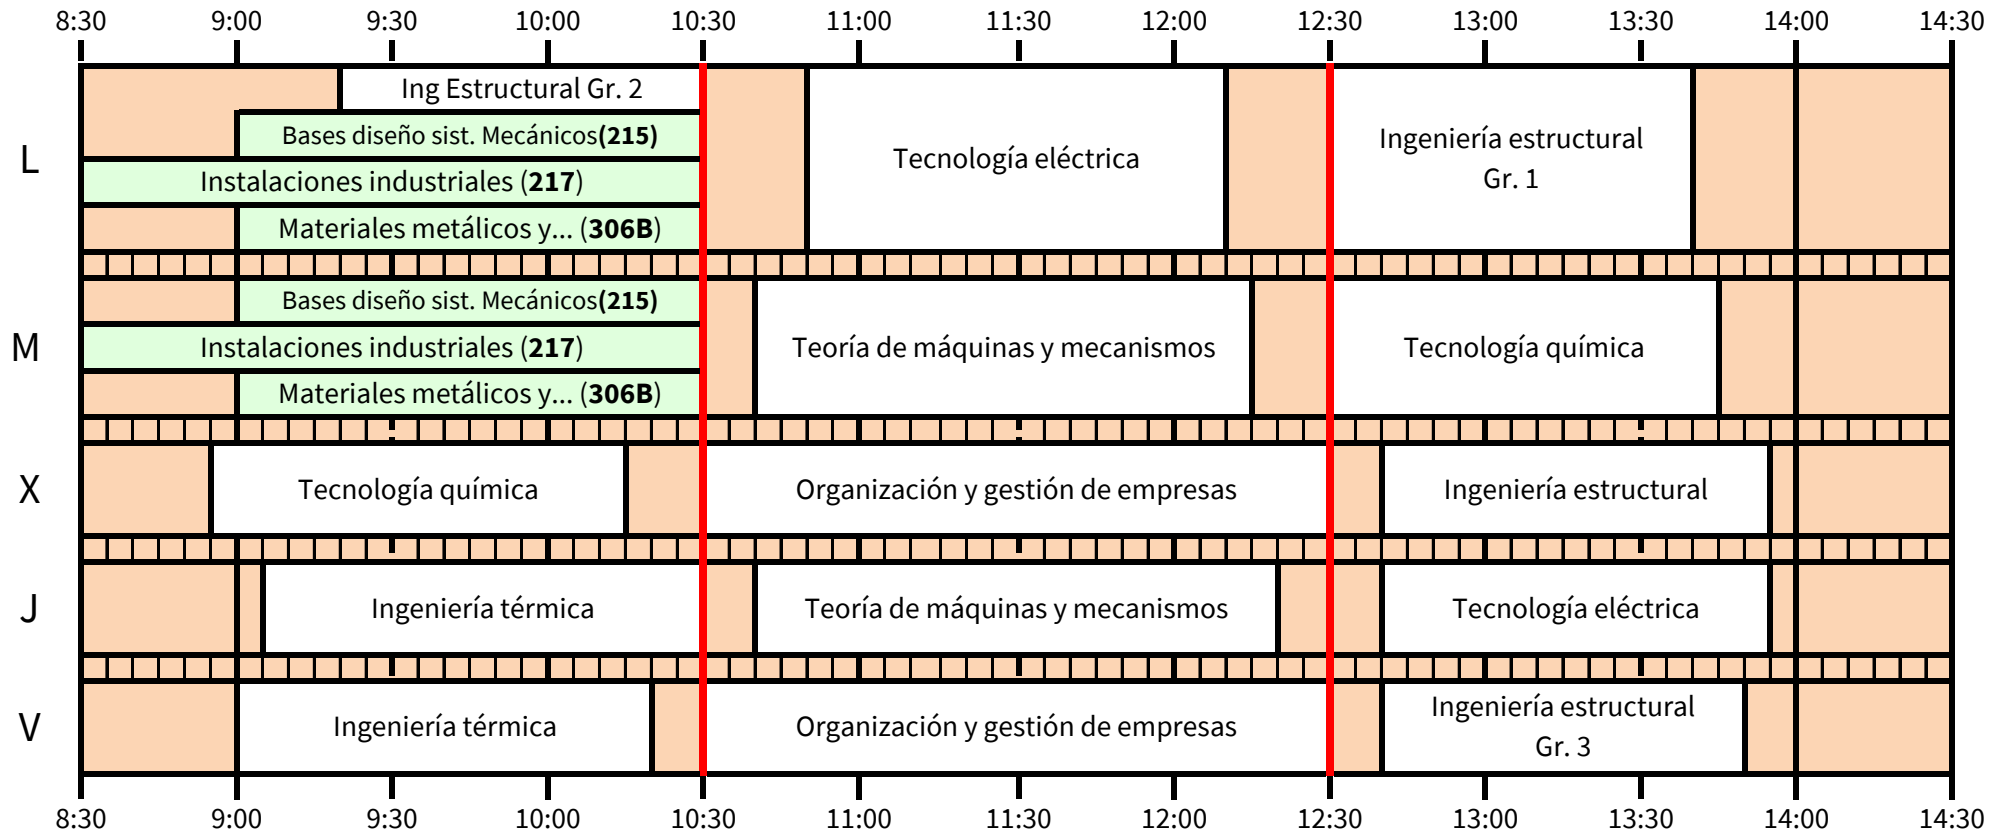 8:30 9:00 9:30 10:00 10:30 11:00 11:30 12:00 12:30 13:00 13:30 14:00 14:30
L
Ing Estructural Gr. 2
Bases diseño sist. Mecánicos(215)
Instalaciones industriales (217)
Materiales metálicos y... (306B)
Tecnología eléctrica
Ingeniería estructural
Gr. 1
M
Bases diseño sist. Mecánicos(215)
Instalaciones industriales (217)
Materiales metálicos y... (306B)
Teoría de máquinas y mecanismos
Tecnología química
X
Tecnología química
Organización y gestión de empresas
Ingeniería estructural
J
Ingeniería térmica
Teoría de máquinas y mecanismos
Tecnología eléctrica
V
Ingeniería térmica
Organización y gestión de empresas
Ingeniería estructural
Gr. 3
8:30 9:00 9:30 10:00 10:30 11:00 11:30 12:00 12:30 13:00 13:30 14:00 14:30